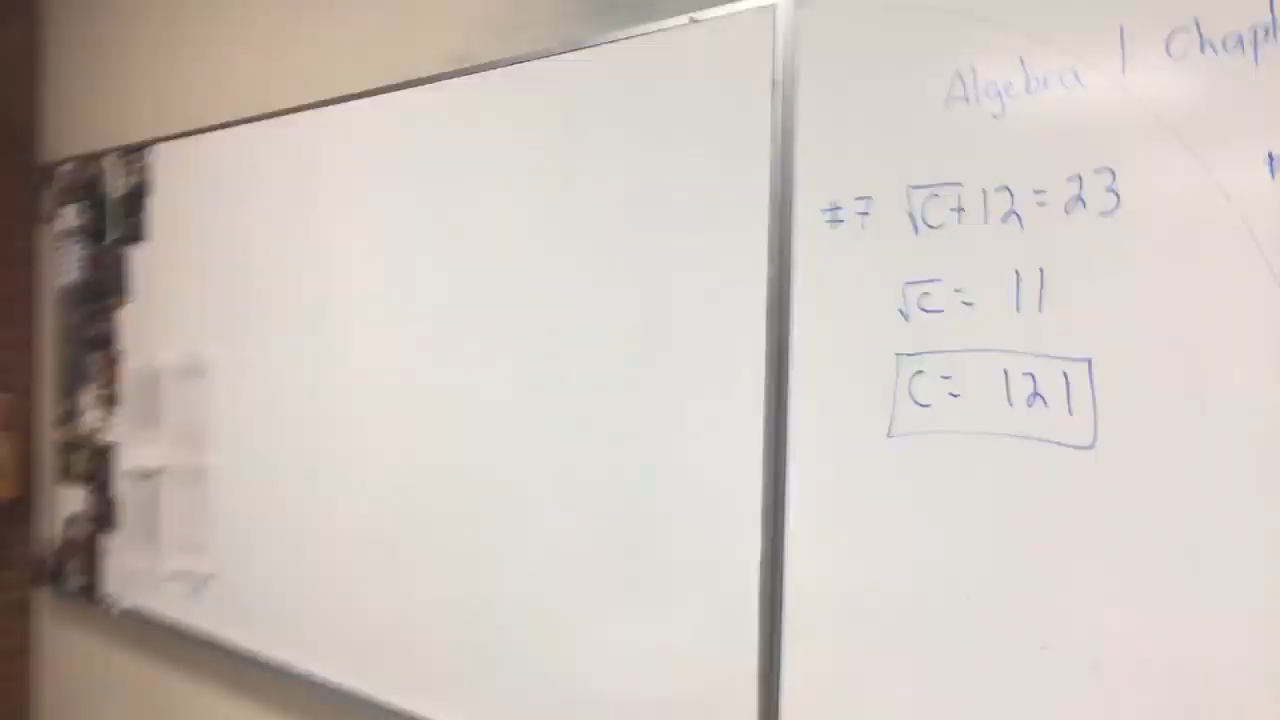 Algebra 1 Chap
#7 √C + 12 = 23
√C = 11
C = 121